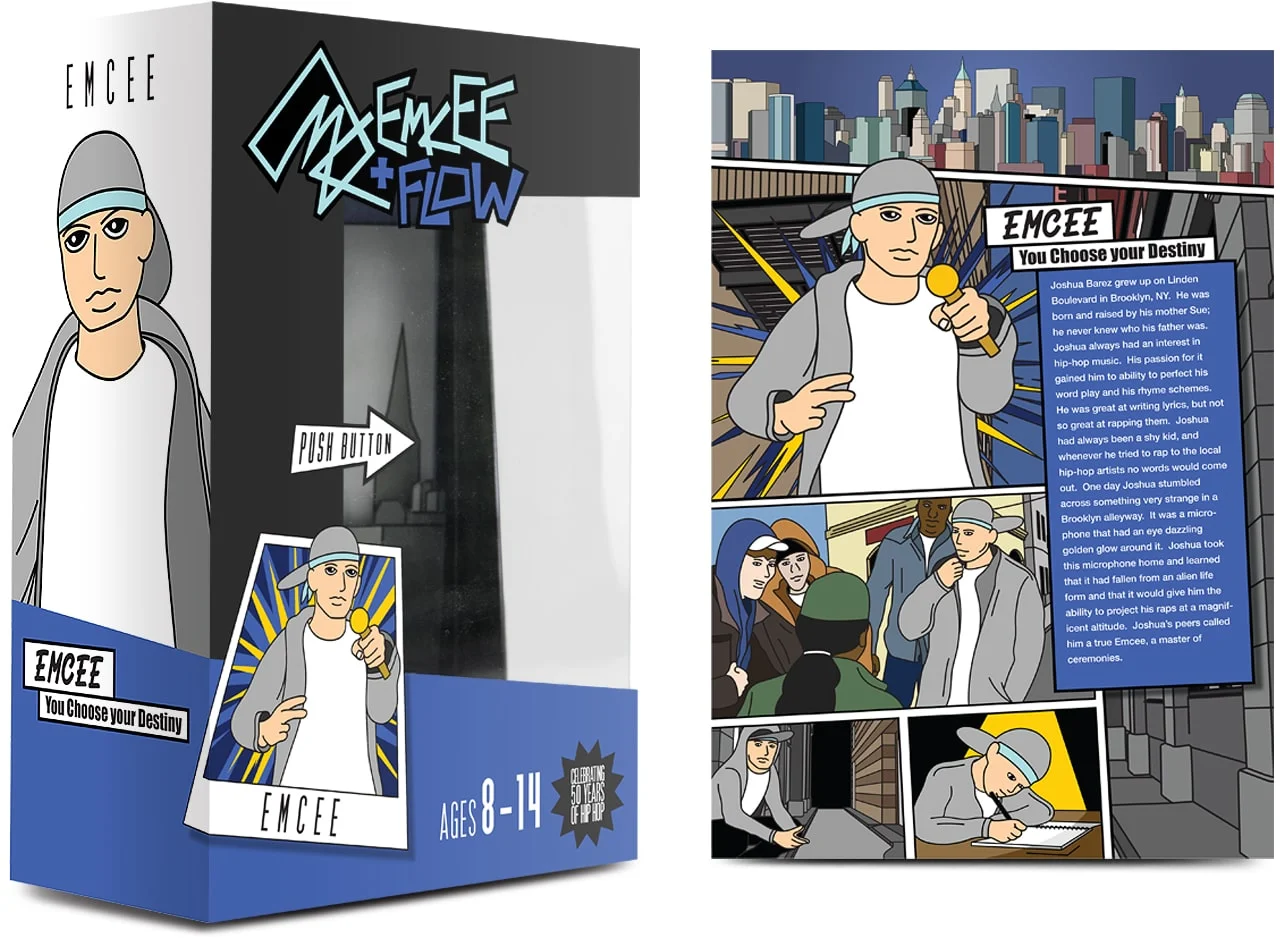 EMCEE
EMCEE
+FLOW
PUSH BUTTON
EMCEE
You Choose your Destiny
EMCEE
AGES 8-14
CELEBRATING
50 YEARS
OF HIP HOP
EMCEE
You Choose your Destiny
Joshua Barez grew up on Linden
Boulevard in Brooklyn, NY. He was
born and raised by his mother Sue;
he never knew who his father was.
Joshua always had an interest in
hip-hop music. His passion for it
gained him to ability to perfect his
word play and his rhyme schemes.
He was great at writing lyrics, but not
so great at rapping them. Joshua
had always been a shy kid, and
whenever he tried to rap to the local
hip-hop artists no words would come
out. One day Joshua stumbled
across something very strange in a
Brooklyn alleyway. It was a micro-
phone that had an eye dazzling
golden glow around it. Joshua took
this microphone home and learned
that it had fallen from an alien life
form and that it would give him the
ability to project his raps at a magnif-
icent altitude. Joshua's peers called
him a true Emcee, a master of
ceremonies.